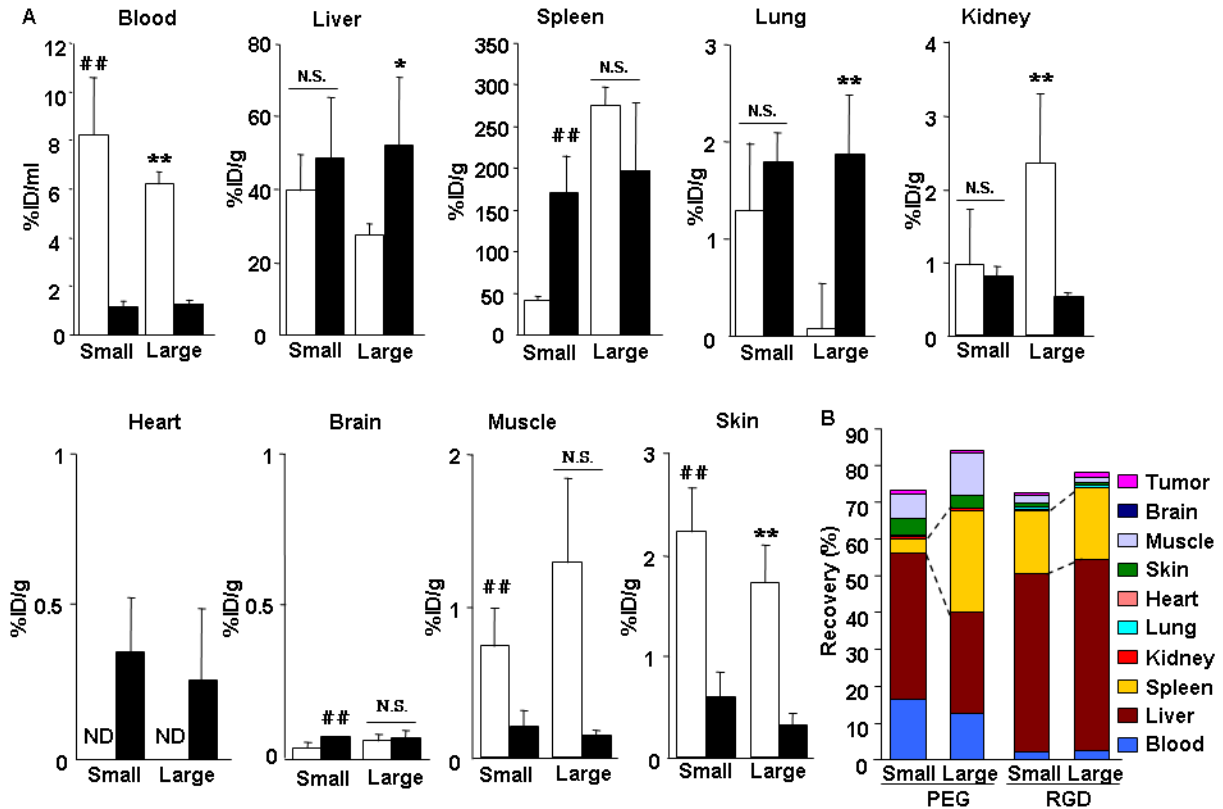 A
Blood
%ID/ml
12
10
8
6
4
2
0
##
**
Small Large
Liver
%ID/g
80
60
40
20
0
N.S.
*
Small Large
Spleen
%ID/g
350
300
250
200
150
100
50
0
##
N.S.
Small Large
Lung
%ID/g
3
2
1
0
N.S.
**
Small Large
Kidney
%ID/g
4
3
2
1
0
N.S.
**
Small Large
Heart
%ID/g
1
0.5
0
ND
ND
Small Large
Brain
%ID/g
1
0.5
0
##
N.S.
Small Large
Muscle
%ID/g
2
1
0
##
N.S.
Small Large
Skin
%ID/g
3
2
1
0
##
**
Small Large
B
Recovery (%)
90
80
70
60
50
40
30
20
10
0
Small Large Small Large
PEG RGD
Tumor
Brain
Muscle
Skin
Heart
Lung
Kidney
Spleen
Liver
Blood